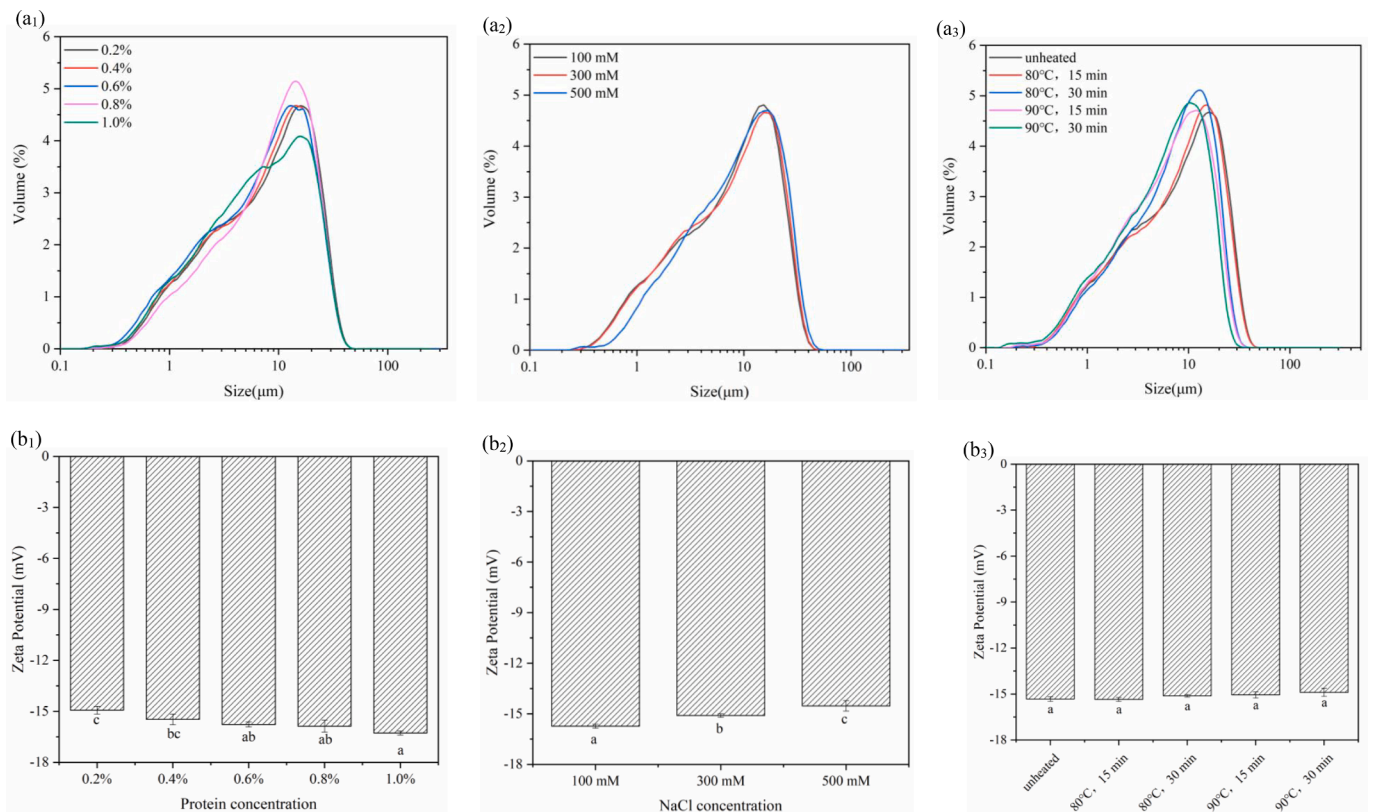 (a₁)
0.2%
0.4%
0.6%
0.8%
1.0%
6
5
4
3
2
1
0
Volume (%)
0.1 1 10 100
Size(μm)
(a₂)
100 mM
300 mM
500 mM
6
5
4
3
2
1
0
Volume (%)
0.1 1 10 100
Size(μm)
(a₃)
unheated
80℃，15 min
80℃，30 min
90℃，15 min
90℃，30 min
6
5
4
3
2
1
0
Volume (%)
0.1 1 10 100
Size(μm)
(b₁)
0
-3
-6
-9
-12
-15
-18
Zeta Potential (mV)
c bc ab ab a
0.2% 0.4% 0.6% 0.8% 1.0%
Protein concentration
(b₂)
0
-3
-6
-9
-12
-15
-18
Zeta Potential (mV)
a b c
100 mM 300 mM 500 mM
NaCl concentration
(b₃)
0
-3
-6
-9
-12
-15
-18
Zeta Potential (mV)
a a a a a
unheated
80℃，15 min
80℃，30 min
90℃，15 min
90℃，30 min